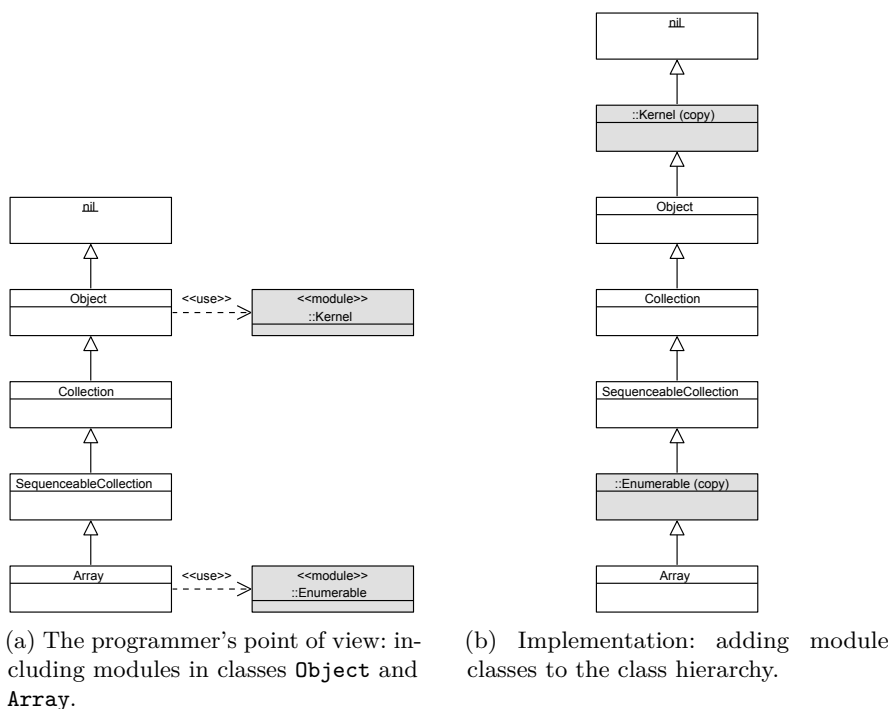 nil
Object
<<use>>
<<module>>
::Kernel
Collection
SequenceableCollection
Array
<<use>>
<<module>>
::Enumerable
(a) The programmer's point of view: in-
cluding modules in classes Object and
Array.
nil
::Kernel (copy)
Object
Collection
SequenceableCollection
::Enumerable (copy)
Array
(b) Implementation: adding module
classes to the class hierarchy.